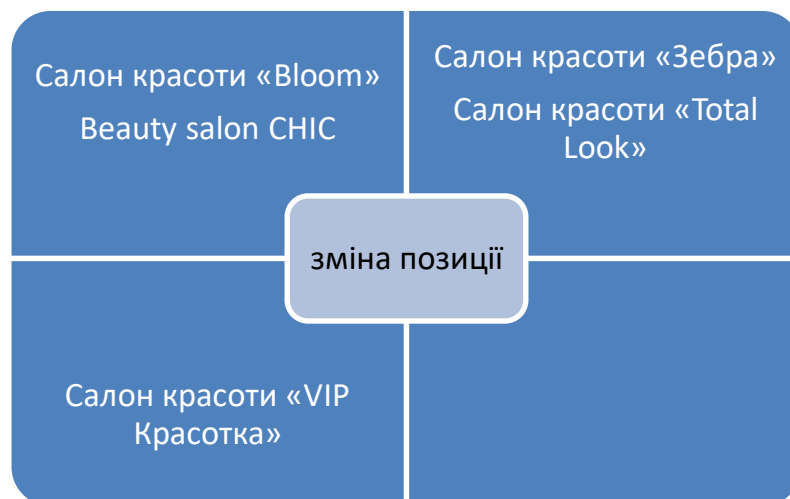 Салон красоти «Bloom»
Beauty salon CHIC
Салон красоти «Зебра»
Салон красоти «Total
Look»
зміна позиції
Салон красоти «VIP
Красотка»